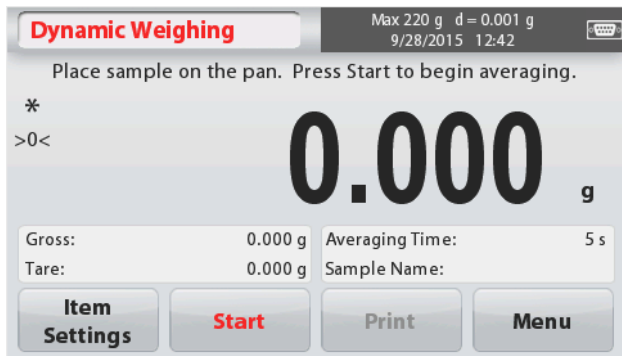 Dynamic Weighing
Max 220 g d = 0.001 g
9/28/2015 12:42
Place sample on the pan. Press Start to begin averaging.
*
>0<
0.000 g
Gross: 0.000 g
Tare: 0.000 g
Averaging Time: 5 s
Sample Name:
Item
Settings
Start
Print
Menu